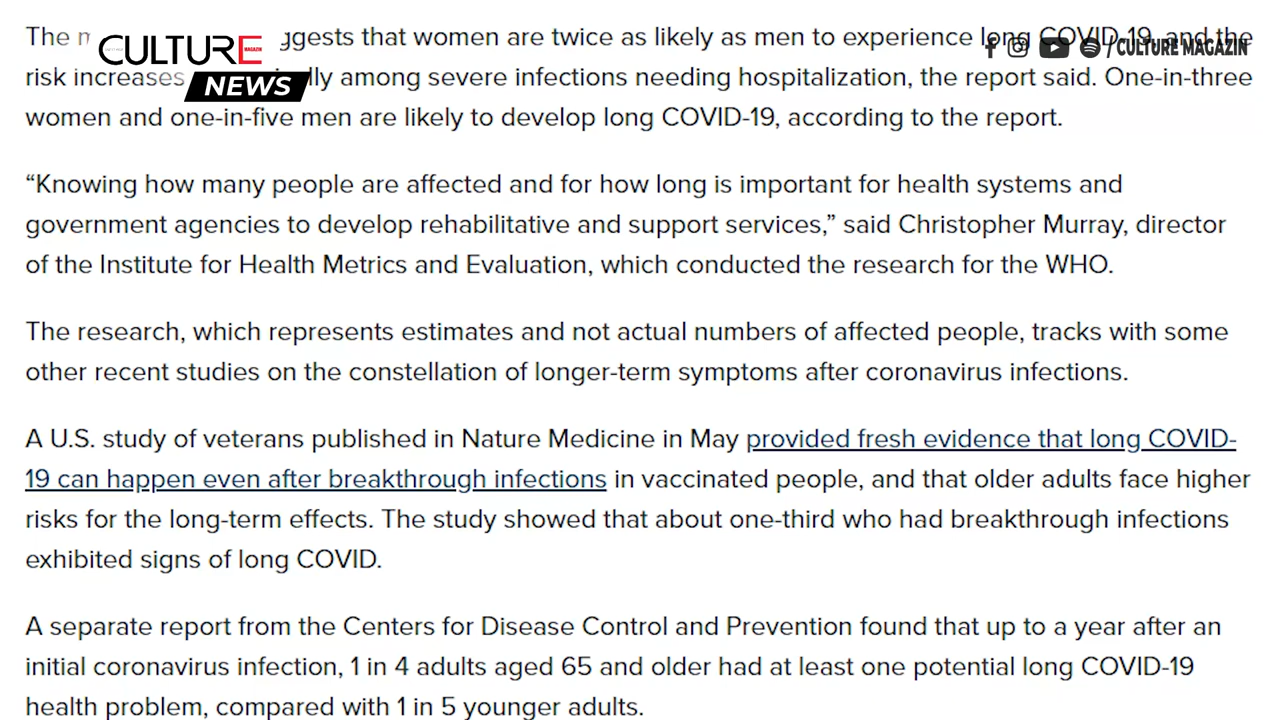 CULTURE MAGAZIN
NEWS
/CULTURE MAGAZIN
The uggests that women are twice as likely as men to experience long COVID-19, and the
risk increases among severe infections needing hospitalization, the report said. One-in-three
women and one-in-five men are likely to develop long COVID-19, according to the report.
“Knowing how many people are affected and for how long is important for health systems and
government agencies to develop rehabilitative and support services,” said Christopher Murray, director
of the Institute for Health Metrics and Evaluation, which conducted the research for the WHO.
The research, which represents estimates and not actual numbers of affected people, tracks with some
other recent studies on the constellation of longer-term symptoms after coronavirus infections.
A U.S. study of veterans published in Nature Medicine in May provided fresh evidence that long COVID-
19 can happen even after breakthrough infections in vaccinated people, and that older adults face higher
risks for the long-term effects. The study showed that about one-third who had breakthrough infections
exhibited signs of long COVID.
A separate report from the Centers for Disease Control and Prevention found that up to a year after an
initial coronavirus infection, 1 in 4 adults aged 65 and older had at least one potential long COVID-19
health problem, compared with 1 in 5 younger adults.